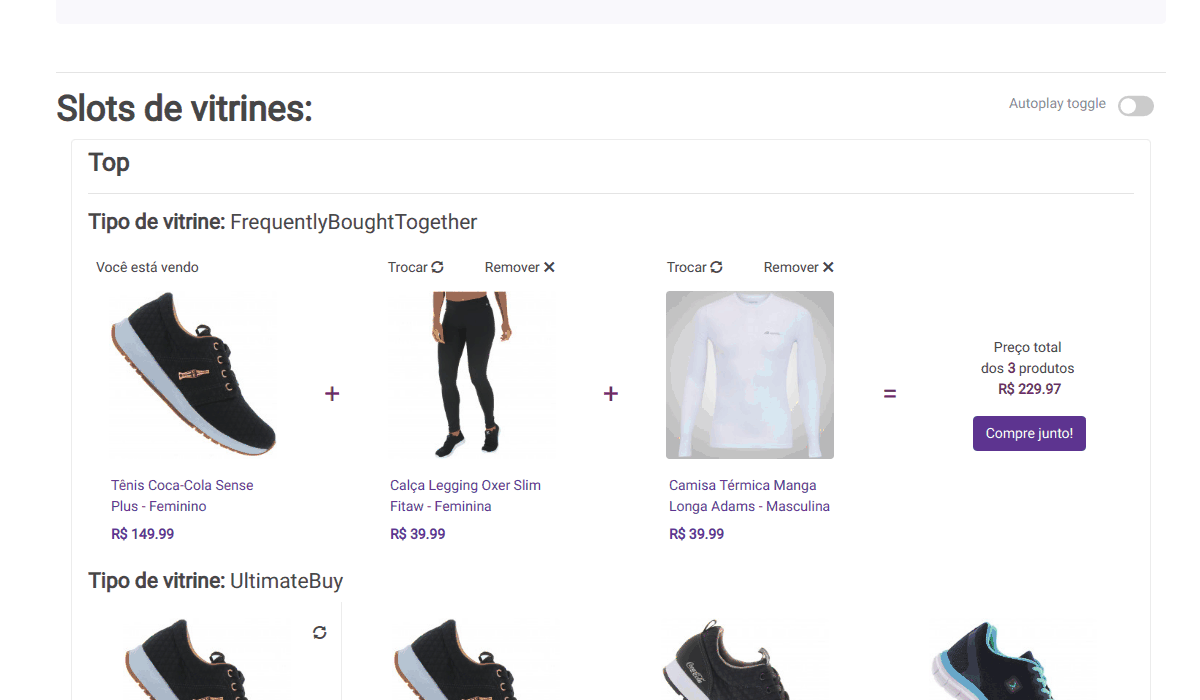 Slots de vitrines:
Autoplay toggle
Top
Tipo de vitrine: FrequentlyBoughtTogether
Você está vendo
Trocar Remover
Trocar Remover
Preço total
dos 3 produtos
R$ 229.97
Compre junto!
+
+
=
Tênis Coca-Cola Sense
Plus - Feminino
R$ 149.99
Calça Legging Oxer Slim
Fitaw - Feminina
R$ 39.99
Camisa Térmica Manga
Longa Adams - Masculina
R$ 39.99
Tipo de vitrine: UltimateBuy